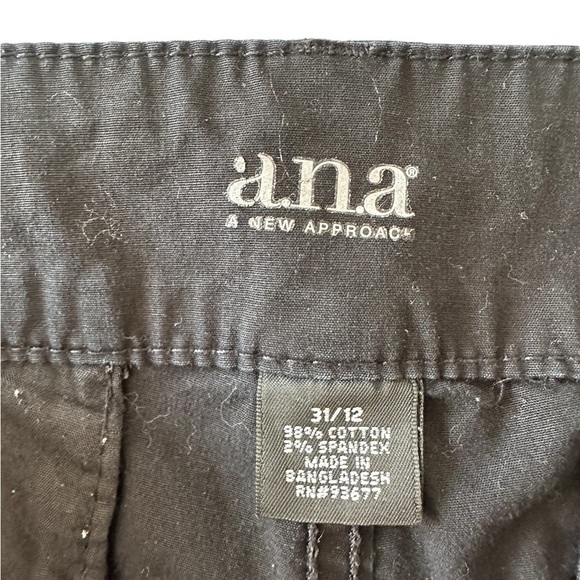 a.n.a®
A NEW APPROACH
31/12
98% COTTON
2% SPANDEX
MADE IN
BANGLADESH
RN#93677